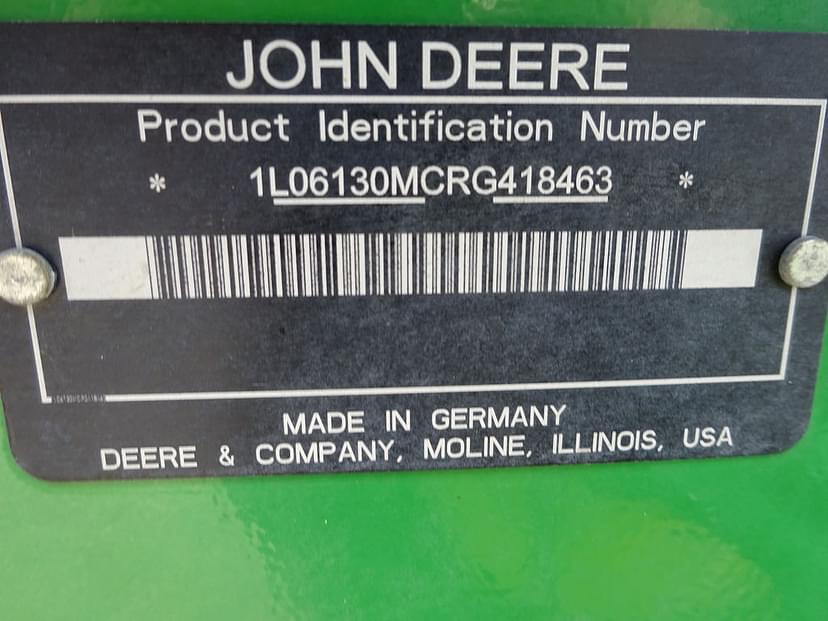 JOHN DEERE
Product Identification Number
* 1L06130MCRG418463 *
MADE IN GERMANY
DEERE & COMPANY, MOLINE, ILLINOIS, USA